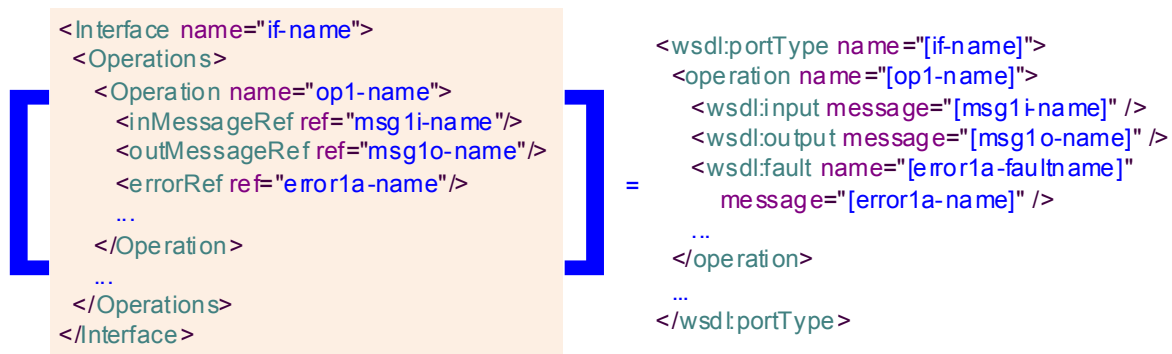 <Interface name="if-name">
<Operations>
<Operation name="op1-name">
<inMessageRef ref="msg1i-name"/>
<outMessageRef ref="msg1o-name"/>
<errorRef ref="error1a-name"/>
...
</Operation>
...
</Operations>
</Interface>
=
<wsdl:portType name="[if-name]">
<operation name="[op1-name]">
<wsdl:input message="[msg1i-name]" />
<wsdl:output message="[msg1o-name]" />
<wsdl:fault name="[error1a-faultname]"
message="[error1a-name]" />
...
</operation>
...
</wsdl:portType>